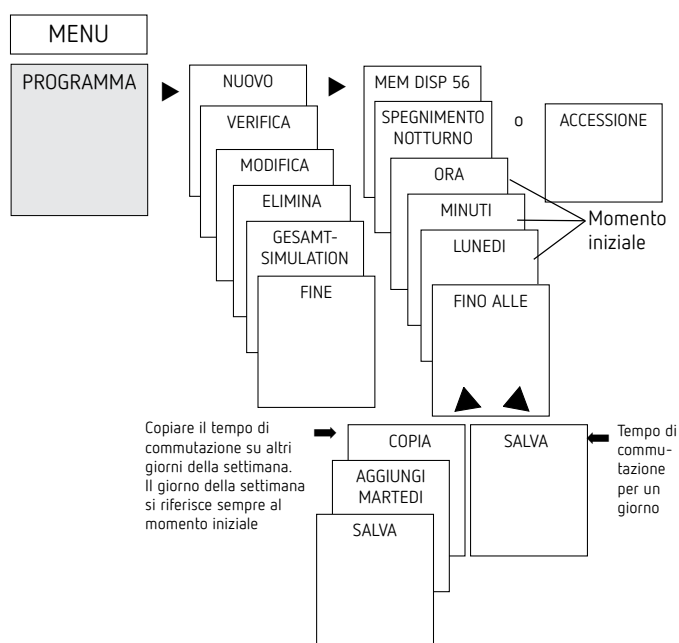 MENU
PROGRAMMA
NUOVO
VERIFICA
MODIFICA
ELIMINA
GESAMT-
SIMULATION
FINE
MEM DISP 56
SPEGNIMENTO
NOTTURNO
o
ACCESSIONE
ORA
MINUTI
LUNEDI
Momento
iniziale
FINO ALLE
Copiare il tempo di
commutazione su altri
giorni della settimana.
Il giorno della settimana
si riferisce sempre al
momento iniziale
COPIA
AGGIUNGI
MARTEDI
SALVA
SALVA
Tempo di
commu-
tazione
per un
giorno